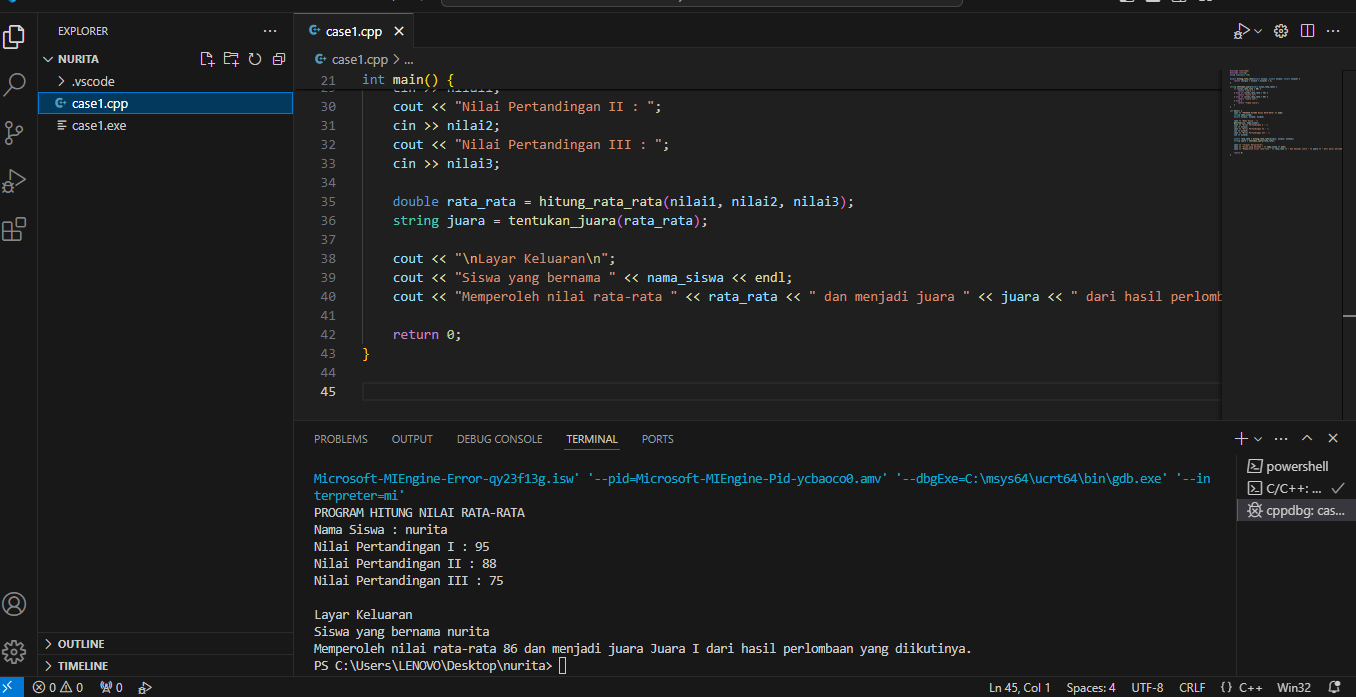 EXPLORER
NURITA
.vscode
case1.cpp
case1.exe
OUTLINE
TIMELINE
case1.cpp
case1.cpp > ...
21 int main() {
30 cout << "Nilai Pertandingan II : ";
31 cin >> nilai2;
32 cout << "Nilai Pertandingan III : ";
33 cin >> nilai3;
34
35 double rata_rata = hitung_rata_rata(nilai1, nilai2, nilai3);
36 string juara = tentukan_juara(rata_rata);
37
38 cout << "\nLayar Keluaran\n";
39 cout << "Siswa yang bernama " << nama_siswa << endl;
40 cout << "Memperoleh nilai rata-rata " << rata_rata << " dan menjadi juara " << juara << " dari hasil perlomb
41
42 return 0;
43 }
44
45
PROBLEMS OUTPUT DEBUG CONSOLE TERMINAL PORTS
Microsoft-MIEngine-Error-qy23f13g.isw' '--pid=Microsoft-MIEngine-Pid-ycbaoco0.amv' '--dbgExe=C:\msys64\ucrt64\bin\gdb.exe' '--in
terpreter=mi'
PROGRAM HITUNG NILAI RATA-RATA
Nama Siswa : nurita
Nilai Pertandingan I : 95
Nilai Pertandingan II : 88
Nilai Pertandingan III : 75
Layar Keluaran
Siswa yang bernama nurita
Memperoleh nilai rata-rata 86 dan menjadi juara Juara I dari hasil perlombaan yang diikutinya.
PS C:\Users\LENOVO\Desktop\nurita>
powershell
C/C++: ...
cppdbg: cas...
0 0 0
Ln 45, Col 1 Spaces: 4 UTF-8 CRLF {} C++ Win32